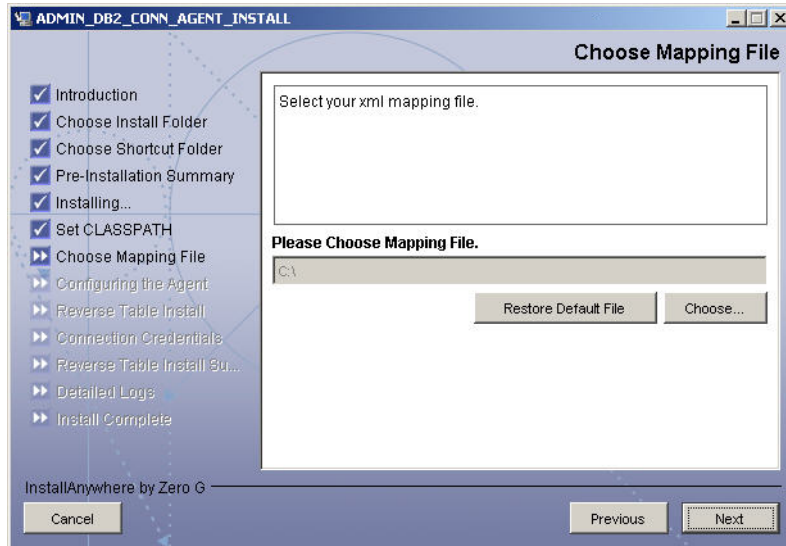 ADMIN_DB2_CONN_AGENT_INSTALL
Choose Mapping File
Introduction
Choose Install Folder
Choose Shortcut Folder
Pre-Installation Summary
Installing...
Set CLASSPATH
Choose Mapping File
Configuring the Agent
Reverse Table Install
Connection Credentials
Reverse Table Install Su...
Detailed Logs
Install Complete
Select your xml mapping file.
Please Choose Mapping File.
C:\
Restore Default File
Choose...
InstallAnywhere by Zero G
Cancel
Previous
Next